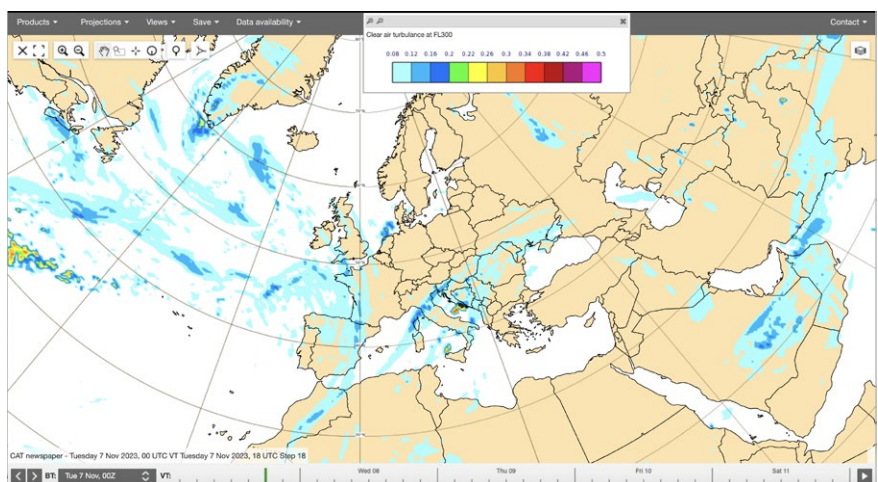 Products Projections Views Save Data availability Contact
Clear air turbulance at FL300
0.08 0.12 0.16 0.2 0.22 0.26 0.3 0.34 0.38 0.42 0.46 0.5
CAT newspaper - Tuesday 7 Nov 2023, 00 UTC VT Tuesday 7 Nov 2023, 18 UTC Step 18
BT: Tue 7 Nov, 00Z VT: Wed 08 Thu 09 Fri 10 Sat 11